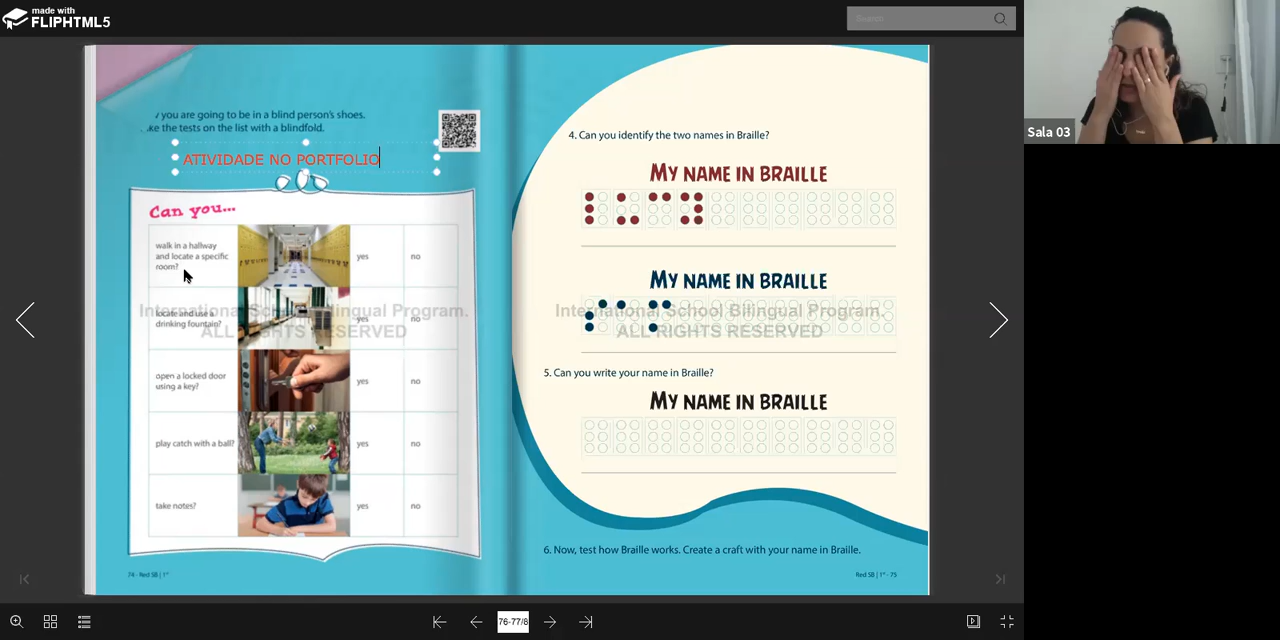 made with
FLIPHTML5
Search
Sala 03
y you are going to be in a blind person's shoes.
ke the tests on the list with a blindfold.
ATIVIDADE NO PORTFOLIO
Can you...
walk in a hallway
and locate a specific
room?
yes
no
locate and use a
drinking fountain?
yes
no
open a locked door
using a key?
yes
no
play catch with a ball?
yes
no
take notes?
yes
no
International School Bilingual Program.
ALL RIGHTS RESERVED
74 - Red SB | 1º
4. Can you identify the two names in Braille?
MY NAME IN BRAILLE
MY NAME IN BRAILLE
International School Bilingual Program.
ALL RIGHTS RESERVED
5. Can you write your name in Braille?
MY NAME IN BRAILLE
6. Now, test how Braille works. Create a craft with your name in Braille.
Red SB | 1º - 75
76-77/8